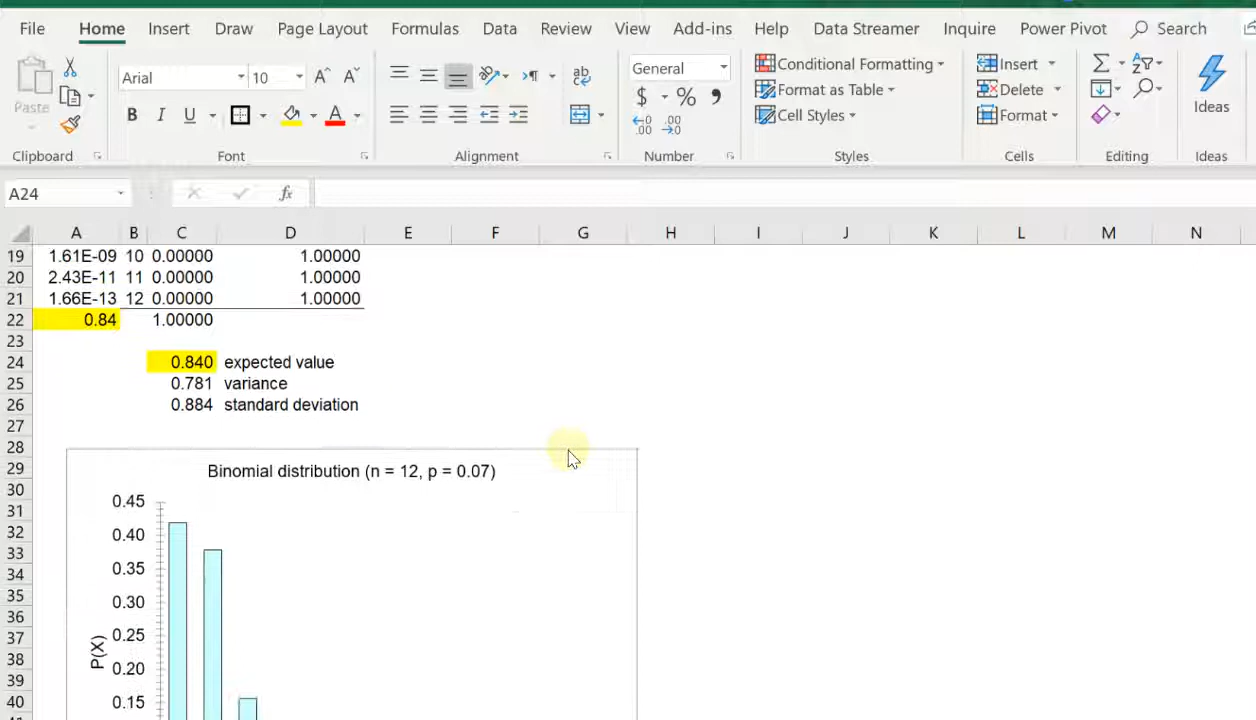 File Home Insert Draw Page Layout Formulas Data Review View Add-ins Help Data Streamer Inquire Power Pivot Search
Paste Arial 10 General Conditional Formatting Insert Ideas
Format as Table Delete
B I U A $ % Cell Styles Format
Clipboard Font Alignment Number Styles Cells Editing Ideas
A24 fx
A B C D E F G H I J K L M N
19 1.61E-09 10 0.00000 1.00000
20 2.43E-11 11 0.00000 1.00000
21 1.66E-13 12 0.00000 1.00000
22 0.84 1.00000
23
24 0.840 expected value
25 0.781 variance
26 0.884 standard deviation
27
28
29 Binomial distribution (n = 12, p = 0.07)
30
31 0.45
32
33 0.40
34
35 0.35
36 0.30
37 0.25
38 P(X)
39 0.20
40 0.15